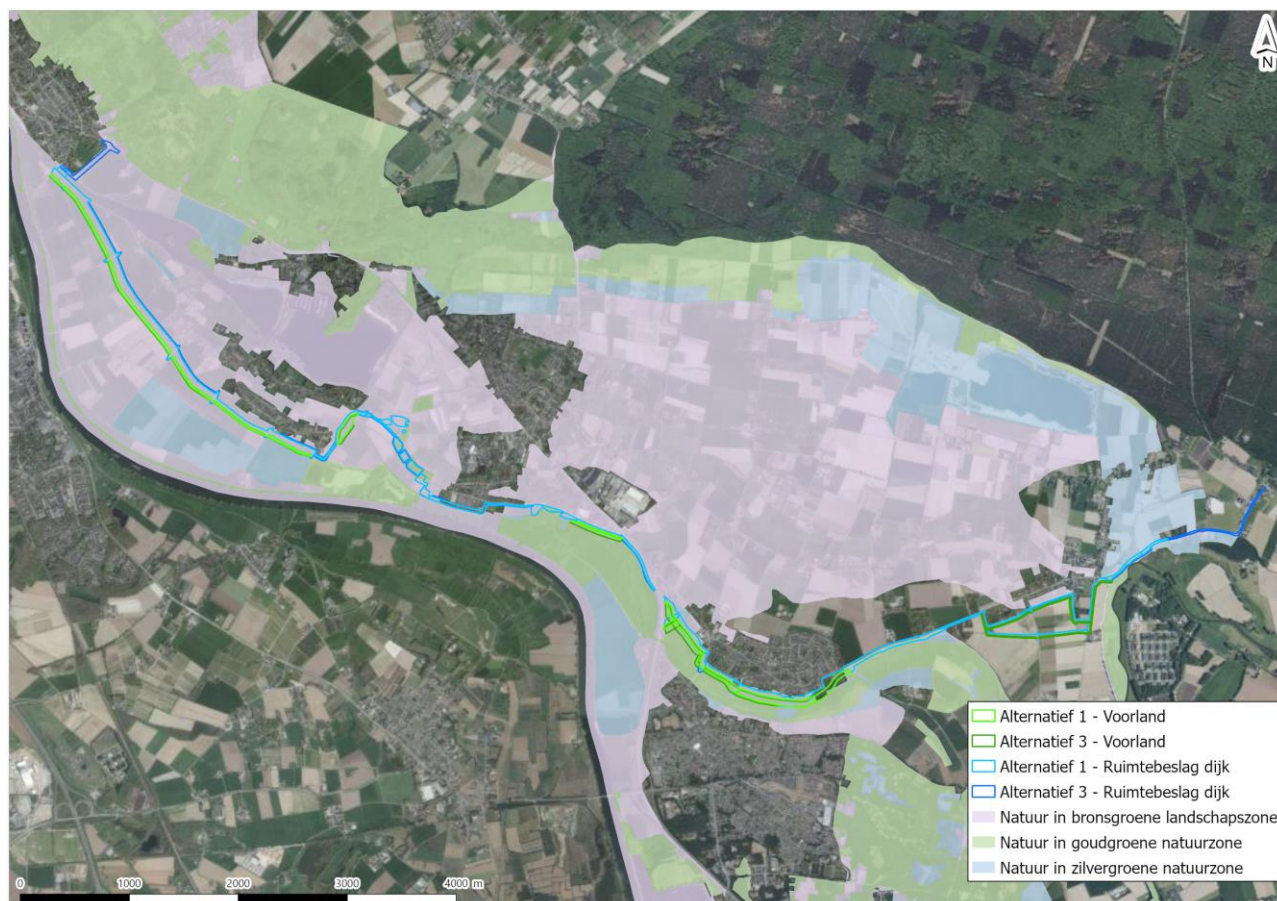 N
Alternatief 1 - Voorland
Alternatief 3 - Voorland
Alternatief 1 - Ruimtebeslag dijk
Alternatief 3 - Ruimtebeslag dijk
Natuur in bronsgroene landschapszone
Natuur in goudgroene natuurzone
Natuur in zilvergroene natuurzone
0 1000 2000 3000 4000 m